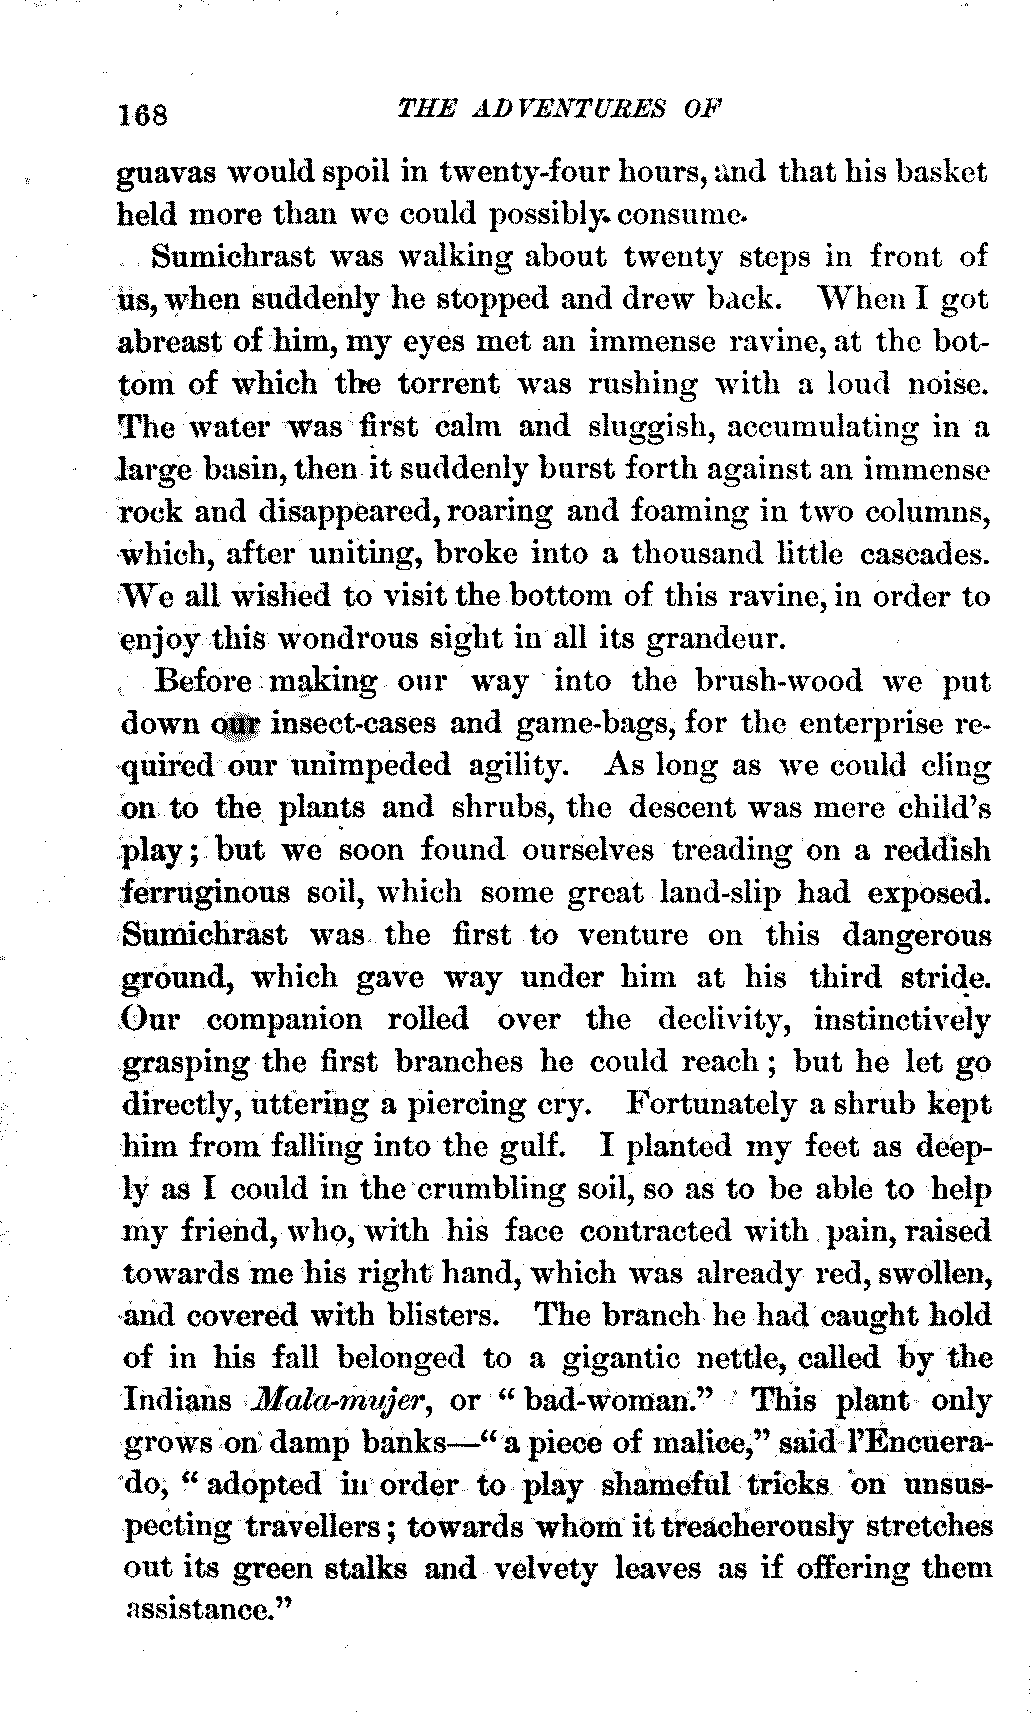 168 THE ADVENTURES OF
guavas would spoil in twenty-four hours, and that his basket
held more than we could possibly. consume.
Sumichrast was walking about twenty steps in front of
us, when suddenly he stopped and drew back. When I got
abreast of him, my eyes met an immense ravine, at the bot-
tom of which the torrent was rushing with a loud noise.
The water was first calm and sluggish, accumulating in a
large basin, then it suddenly burst forth against an immense
rock and disappeared, roaring and foaming in two columns,
which, after uniting, broke into a thousand little cascades.
We all wished to visit the bottom of this ravine, in order to
enjoy this wondrous sight in all its grandeur.
Before making our way into the brush-wood we put
down our insect-cases and game-bags, for the enterprise re-
quired our unimpeded agility. As long as we could cling
on to the plants and shrubs, the descent was mere child's
play; but we soon found ourselves treading on a reddish
ferruginous soil, which some great land-slip had exposed.
Sumichrast was the first to venture on this dangerous
ground, which gave way under him at his third stride.
Our companion rolled over the declivity, instinctively
grasping the first branches he could reach; but he let go
directly, uttering a piercing cry. Fortunately a shrub kept
him from falling into the gulf. I planted my feet as deep-
ly as I could in the crumbling soil, so as to be able to help
my friend, who, with his face contracted with pain, raised
towards me his right hand, which was already red, swollen,
and covered with blisters. The branch he had caught hold
of in his fall belonged to a gigantic nettle, called by the
Indians Mala-mujer, or "bad-woman." This plant only
grows on damp banks—"a piece of malice," said l'Encuera-
do, "adopted in order to play shameful tricks on unsus-
pecting travellers; towards whom it treacherously stretches
out its green stalks and velvety leaves as if offering them
assistance."